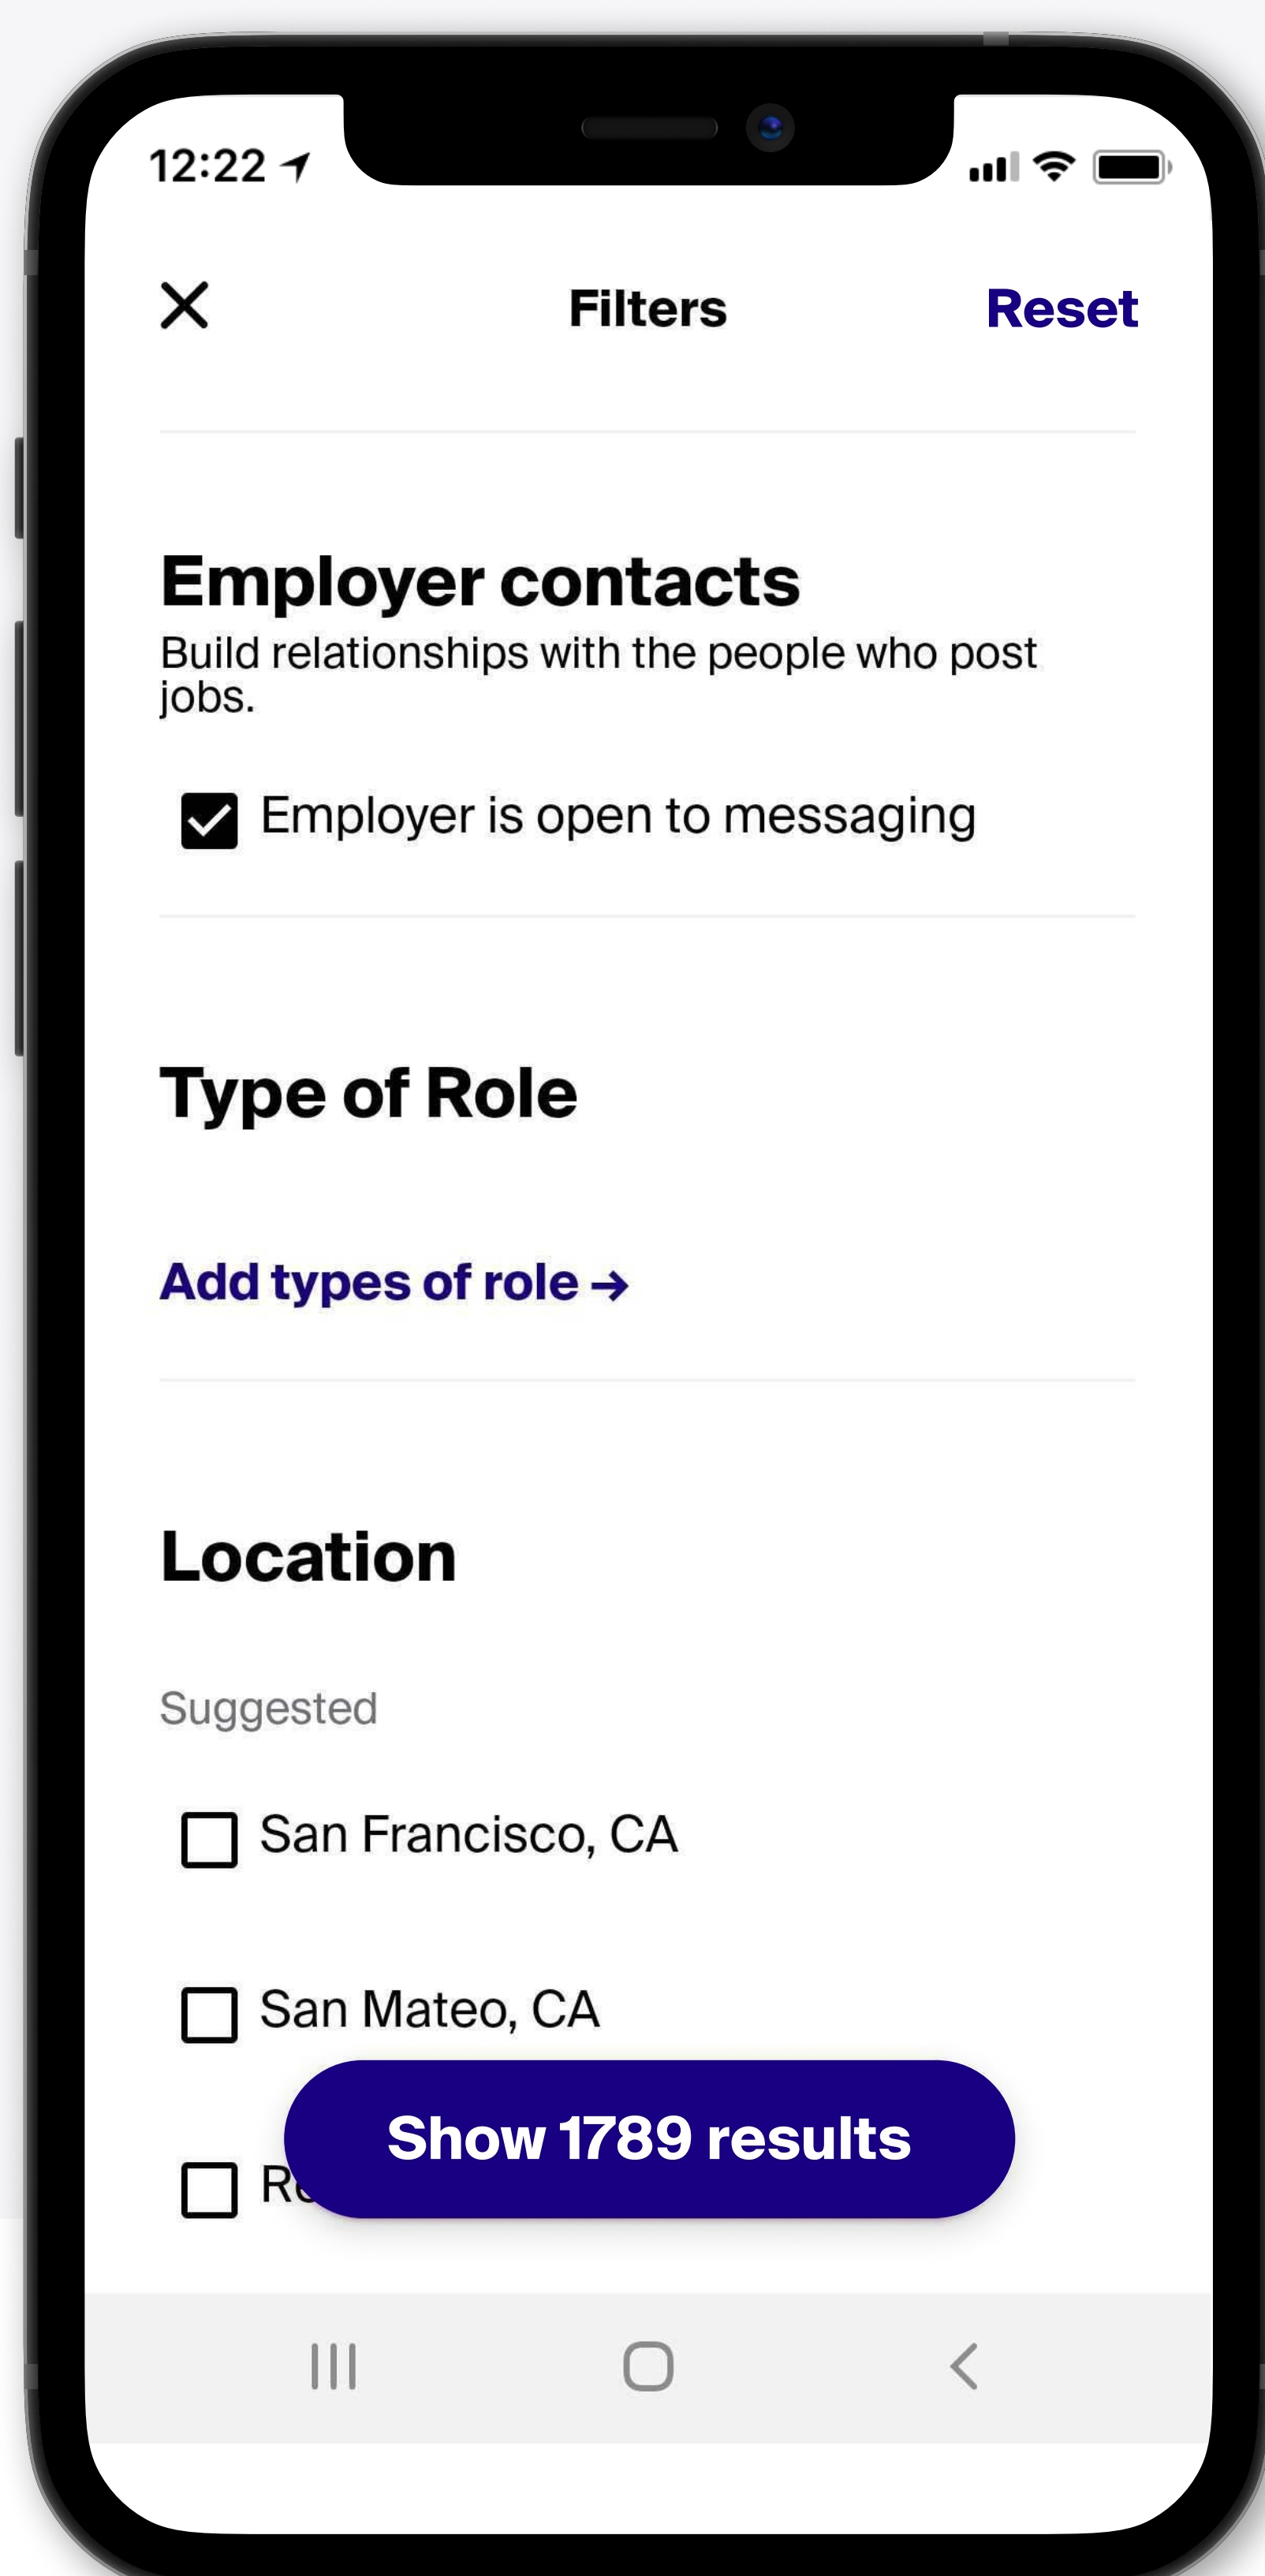 12:22
Filters
Reset
Employer contacts
Build relationships with the people who post
jobs.
Employer is open to messaging
Type of Role
Add types of role →
Location
Suggested
San Francisco, CA
San Mateo, CA
Show 1789 results